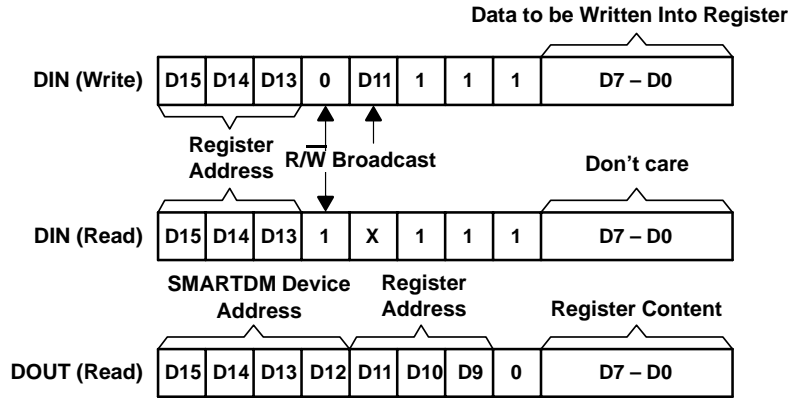 Data to be Written Into Register
DIN (Write) D15 D14 D13 0 D11 1 1 1 D7 – D0
Register
Address
R/W̅ Broadcast
Don't care
DIN (Read) D15 D14 D13 1 X 1 1 1 D7 – D0
SMARTDM Device
Address
Register
Address
Register Content
DOUT (Read) D15 D14 D13 D12 D11 D10 D9 0 D7 – D0